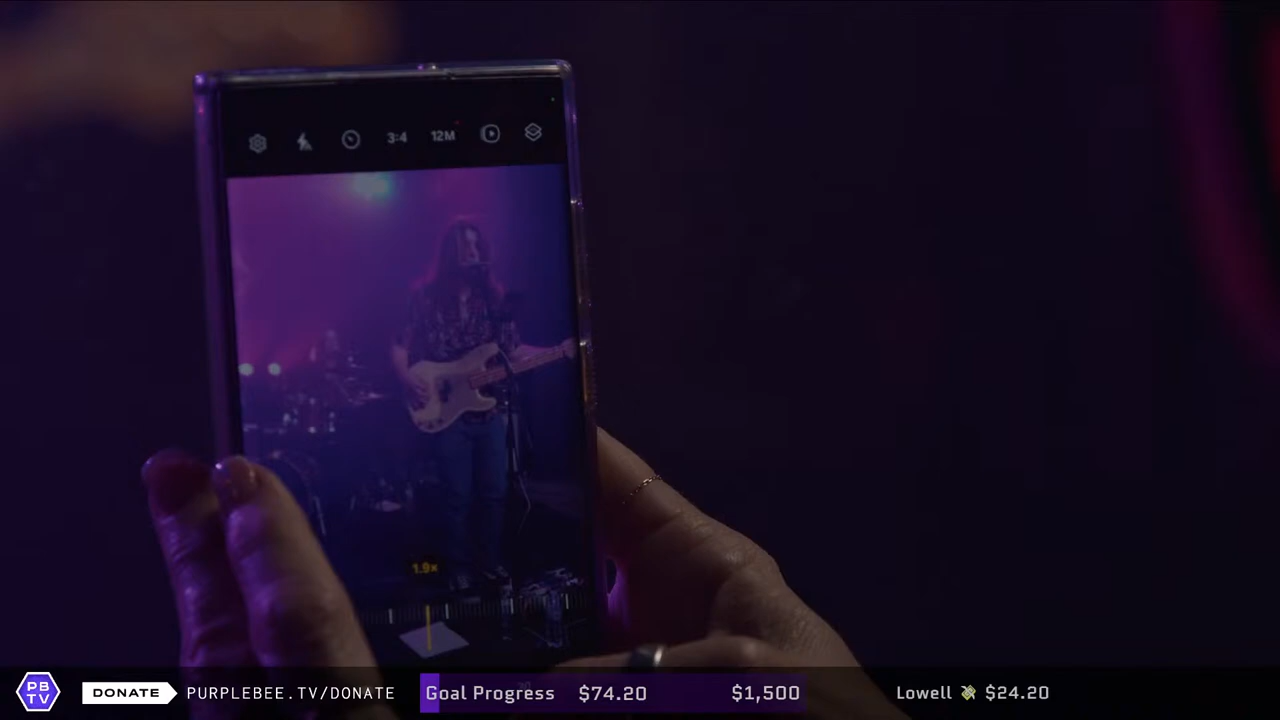 3:4
12M
1.9×
PB
TV
DONATE
PURPLEBEE.TV/DONATE
Goal Progress $74.20 $1,500
Lowell 💸 $24.20